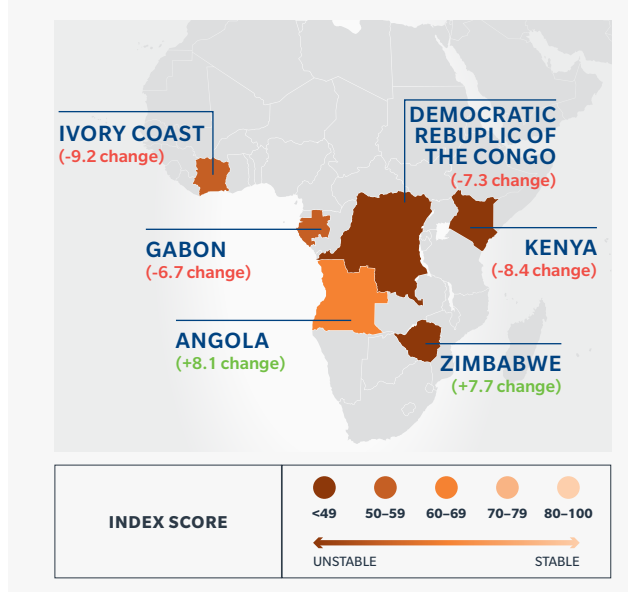 IVORY COAST
(-9.2 change)
DEMOCRATIC
REBUPLIC OF
THE CONGO
(-7.3 change)
GABON
(-6.7 change)
KENYA
(-8.4 change)
ANGOLA
(+8.1 change)
ZIMBABWE
(+7.7 change)
INDEX SCORE
<49 50–59 60–69 70–79 80–100
UNSTABLE STABLE